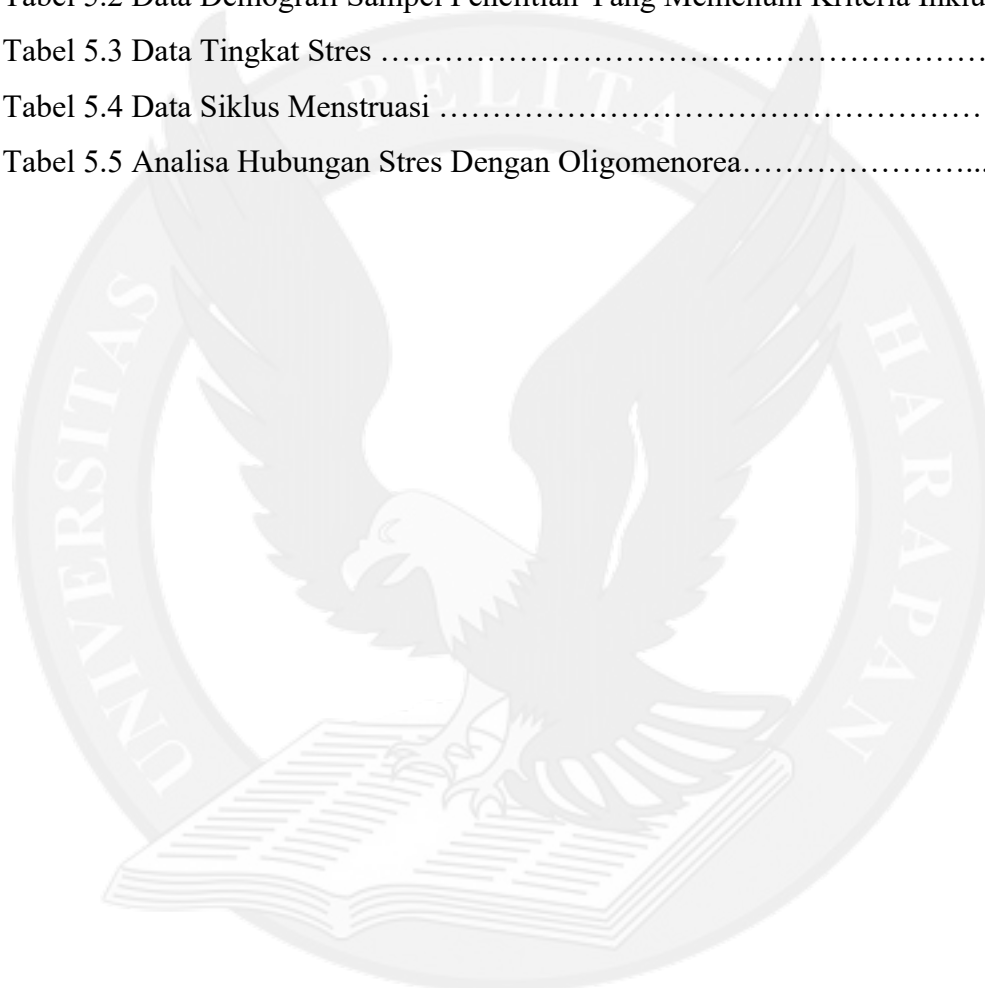 Tabel 5.2 Data Demografi Sampel Penelitian Yang Memenuhi Kriteria Inklu
Tabel 5.3 Data Tingkat Stres ……………………………………………………
Tabel 5.4 Data Siklus Menstruasi ………………………………………………
Tabel 5.5 Analisa Hubungan Stres Dengan Oligomenorea…………………...
UNIVERSITAS PELITA HARAPAN